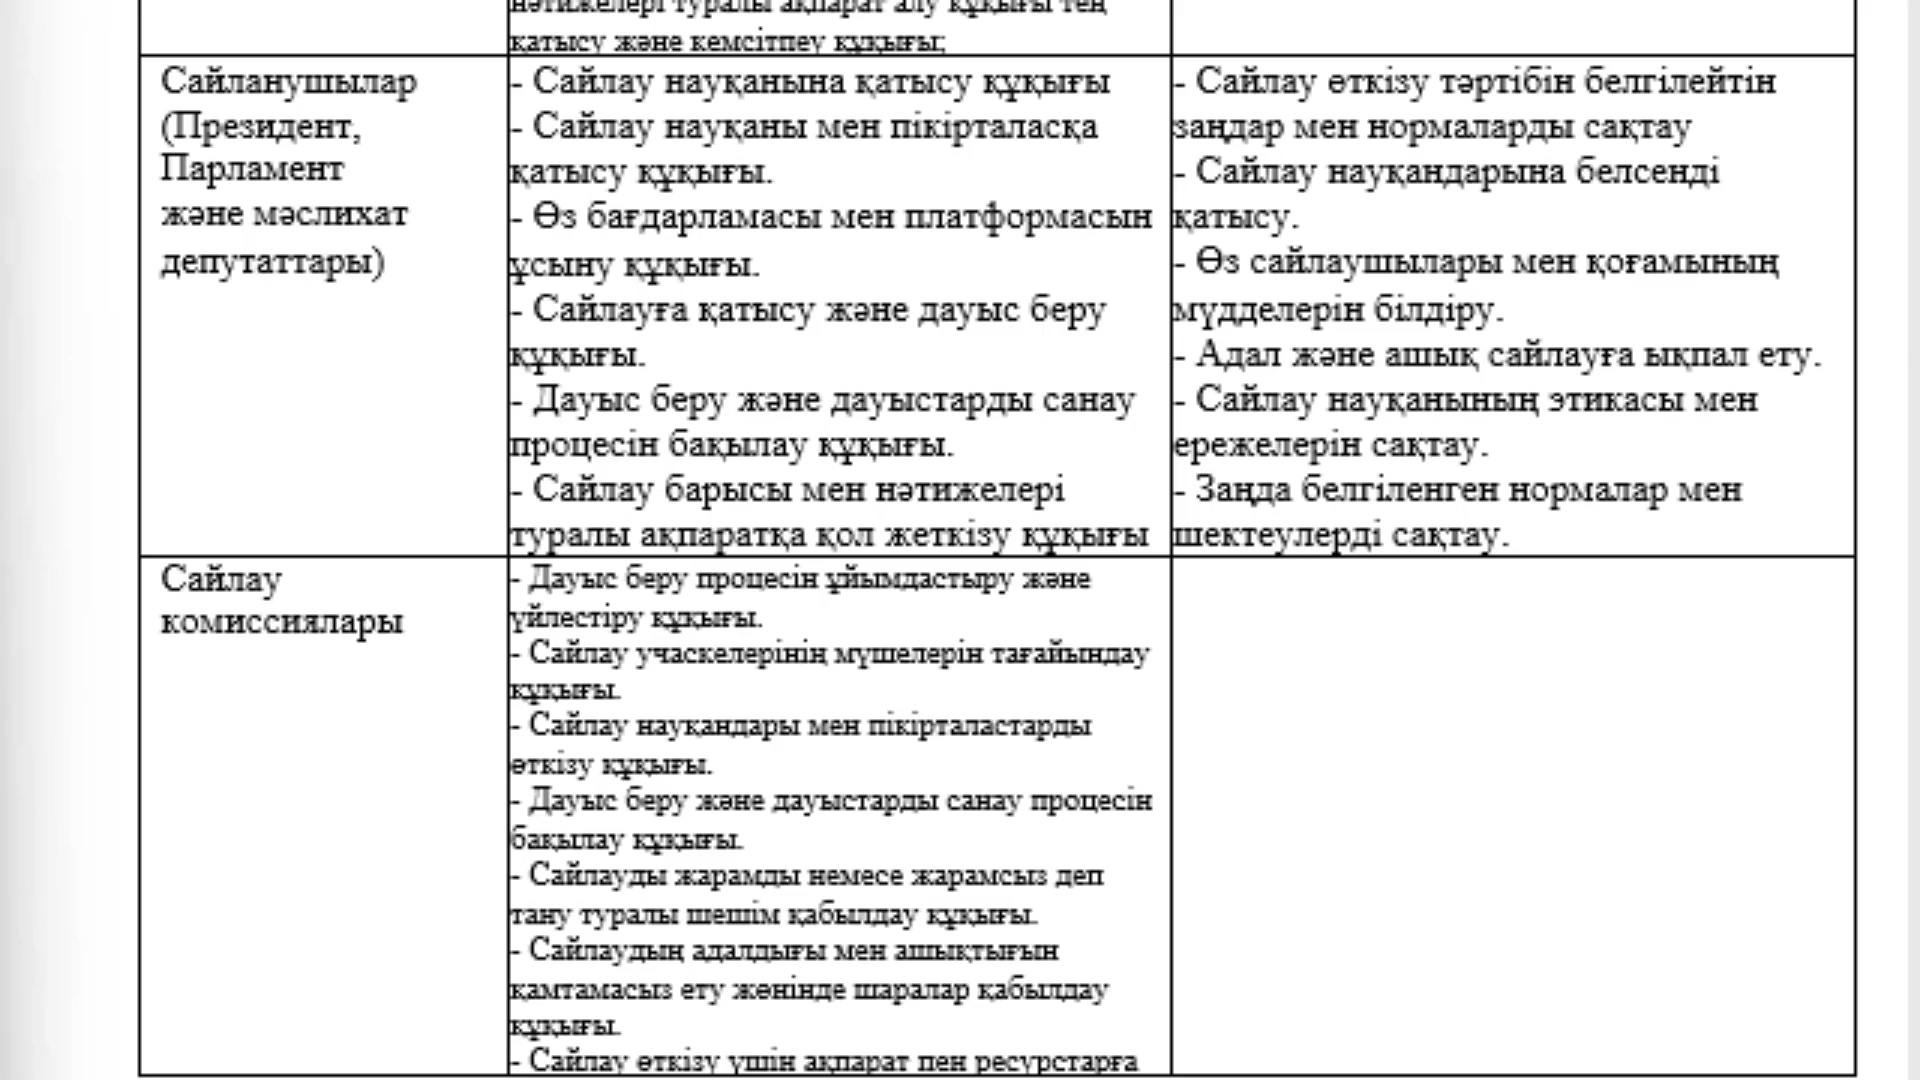 нәтижелері туралы ақпарат алу құқығы тең
қатысу және кемсітпеу құқығы;
Сайланушылар
(Президент,
Парламент
және мәслихат
депутаттары)
- Сайлау науқанына қатысу құқығы
- Сайлау науқаны мен пікірталасқа
қатысу құқығы.
- Өз бағдарламасы мен платформасын
ұсыну құқығы.
- Сайлауға қатысу және дауыс беру
құқығы.
- Дауыс беру және дауыстарды санау
процесін бақылау құқығы.
- Сайлау барысы мен нәтижелері
туралы ақпаратқа қол жеткізу құқығы
- Сайлау өткізу тәртібін белгілейтін
заңдар мен нормаларды сақтау
- Сайлау науқандарына белсенді
қатысу.
- Өз сайлаушылары мен қоғамының
мүдделерін білдіру.
- Адал және ашық сайлауға ықпал ету.
- Сайлау науқанының этикасы мен
ережелерін сақтау.
- Заңда белгіленген нормалар мен
шектеулерді сақтау.
Сайлау
комиссиялары
- Дауыс беру процесін ұйымдастыру және
үйлестіру құқығы.
- Сайлау учаскелерінің мүшелерін тағайындау
құқығы.
- Сайлау науқандары мен пікірталастарды
өткізу құқығы.
- Дауыс беру және дауыстарды санау процесін
бақылау құқығы.
- Сайлауды жарамды немесе жарамсыз деп
тану туралы шешім қабылдау құқығы.
- Сайлаудың адалдығы мен ашықтығын
қамтамасыз ету жөнінде шаралар қабылдау
құқығы.
- Сайлау өткізу үшін ақпарат пен ресурстарға